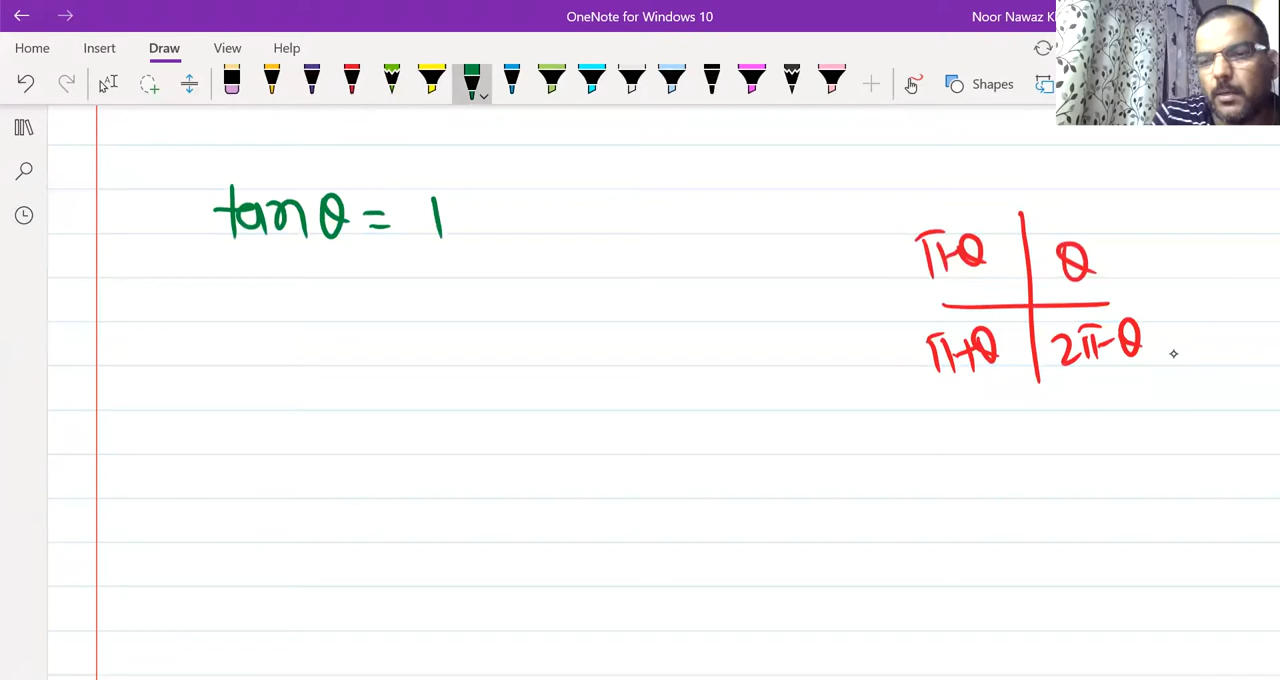 OneNote for Windows 10
Noor Nawaz
Home Insert Draw View Help
Shapes
tanθ = 1
π-θ θ
π+θ 2π-θ